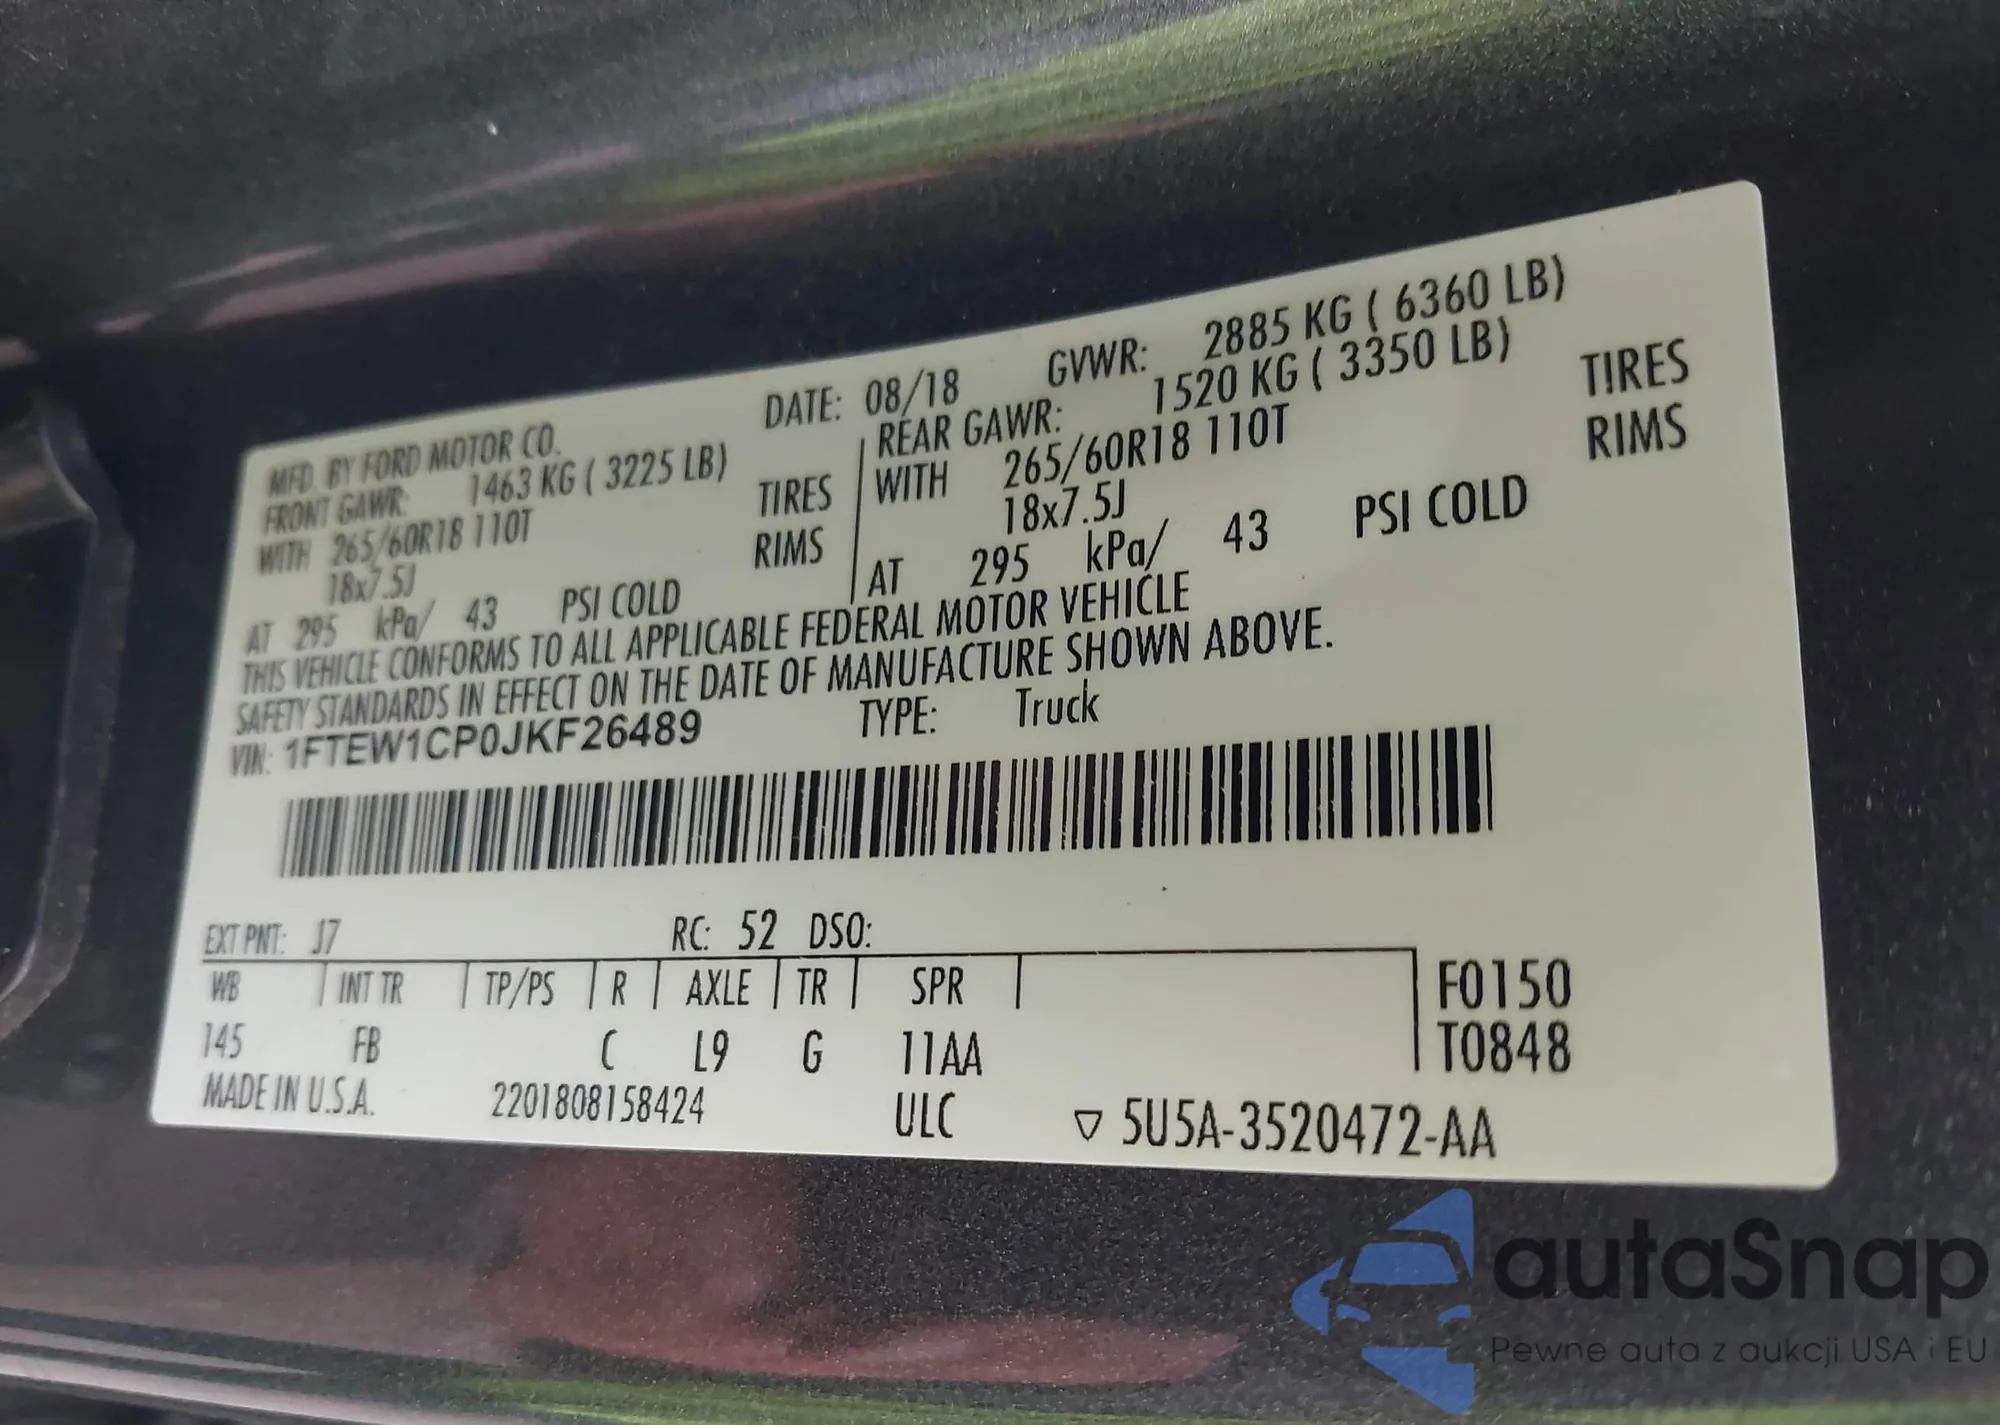 MFD. BY FORD MOTOR CO. DATE: 08/18 GVWR: 2885 KG ( 6360 LB)
FRONT GAWR: 1463 KG ( 3225 LB)
WITH 265/60R18 110T TIRES
18x7.5J RIMS
AT 295 kPa/ 43 PSI COLD
REAR GAWR: 1520 KG ( 3350 LB)
WITH 265/60R18 110T TIRES
18x7.5J RIMS
AT 295 kPa/ 43 PSI COLD
THIS VEHICLE CONFORMS TO ALL APPLICABLE FEDERAL MOTOR VEHICLE
SAFETY STANDARDS IN EFFECT ON THE DATE OF MANUFACTURE SHOWN ABOVE.
VIN: 1FTEW1CP0JKF26489 TYPE: Truck
EXT PNT: J7 RC: 52 DSO:
WB INT TR TP/PS R AXLE TR SPR F0150
145 FB C L9 G 11AA T0848
MADE IN U.S.A. 2201808158424 ULC ▽ 5U5A-3520472-AA
autaSnap
Pewne auta z aukcji USA i EU